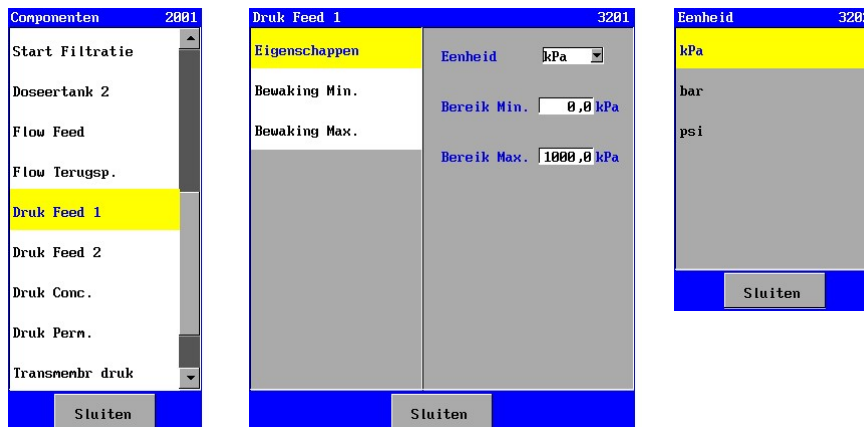 Componenten 2001
Start Filtratie
Doseertank 2
Flow Feed
Flow Terugsp.
Druk Feed 1
Druk Feed 2
Druk Conc.
Druk Perm.
Transmembr druk
Sluiten
Druk Feed 1 3201
Eigenschappen
Bewaking Min.
Bewaking Max.
Eenheid kPa
Bereik Min. 0,0 kPa
Bereik Max. 1000,0 kPa
Sluiten
Eenheid
kPa
bar
psi
Sluiten